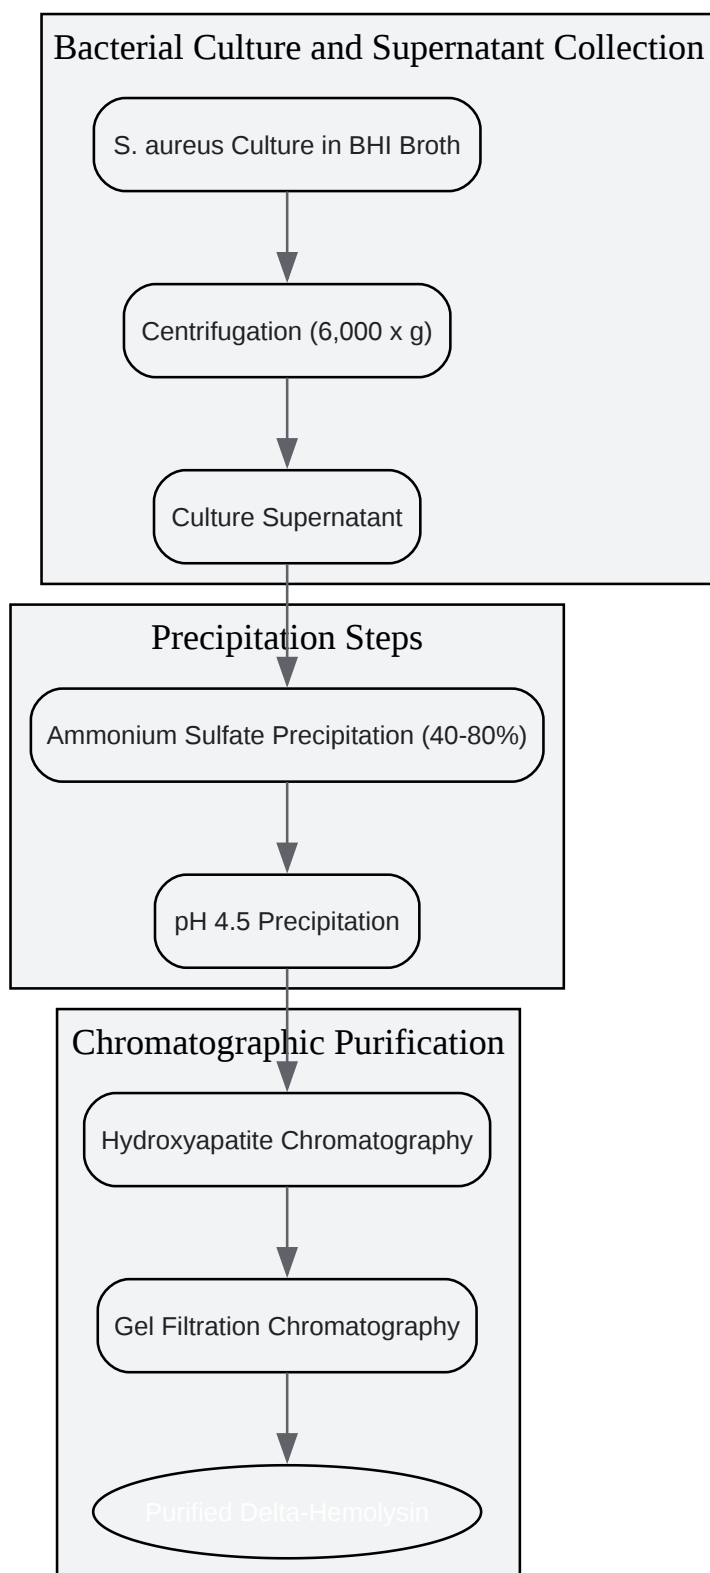 Bacterial Culture and Supernatant Collection
S. aureus Culture in BHI Broth
Centrifugation (6,000 x g)
Culture Supernatant
Precipitation Steps
Ammonium Sulfate Precipitation (40-80%)
pH 4.5 Precipitation
Chromatographic Purification
Hydroxyapatite Chromatography
Gel Filtration Chromatography
Purified Delta-Hemolysin